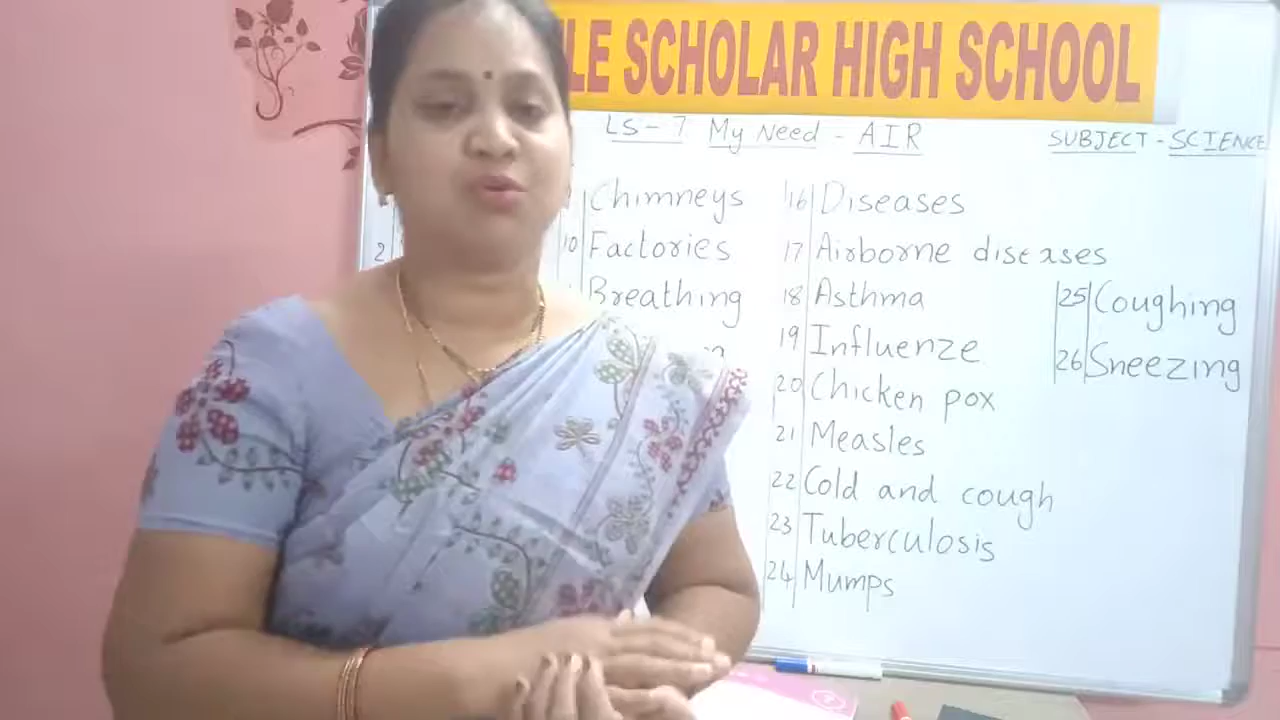 LE SCHOLAR HIGH SCHOOL
LS - 7 My Need - AIR
SUBJECT - SCIENCE
2
Chimneys
10 Factories
Breathing
16 Diseases
17 Airborne diseases
18 Asthma
19 Influenze
20 Chicken pox
21 Measles
22 Cold and cough
23 Tuberculosis
24 Mumps
25 Coughing
26 Sneezing